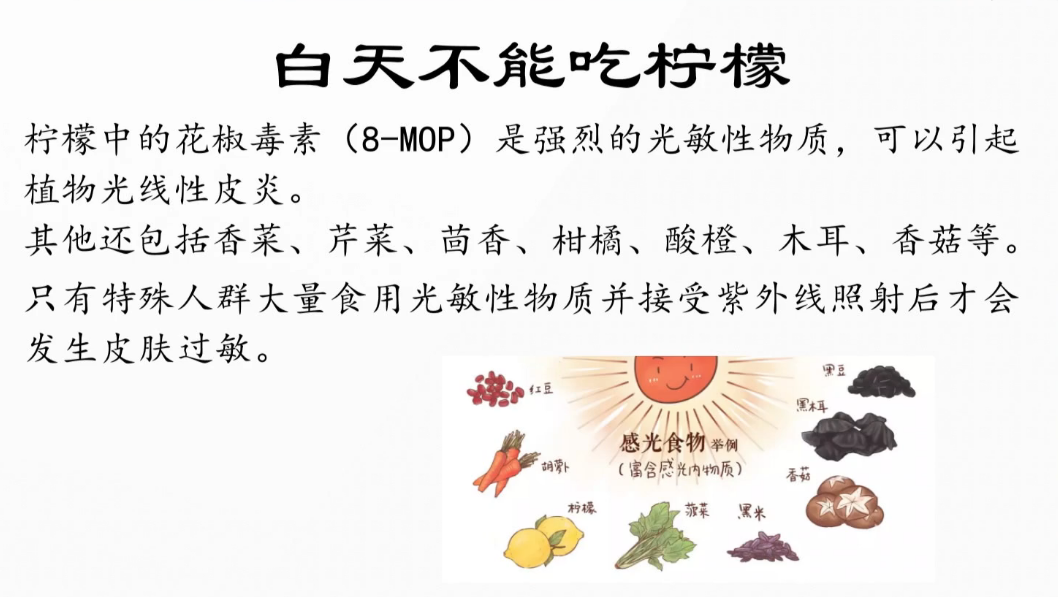 白天不能吃柠檬
柠檬中的花椒毒素（8-MOP）是强烈的光敏性物质，可以引起
植物光线性皮炎。
其他还包括香菜、芹菜、茴香、柑橘、酸橙、木耳、香菇等。
只有特殊人群大量食用光敏性物质并接受紫外线照射后才会
发生皮肤过敏。
红豆
黑豆
黑木耳
感光食物 举例
（富含感光内物质）
胡萝卜
香菇
柠檬
菠菜
黑米